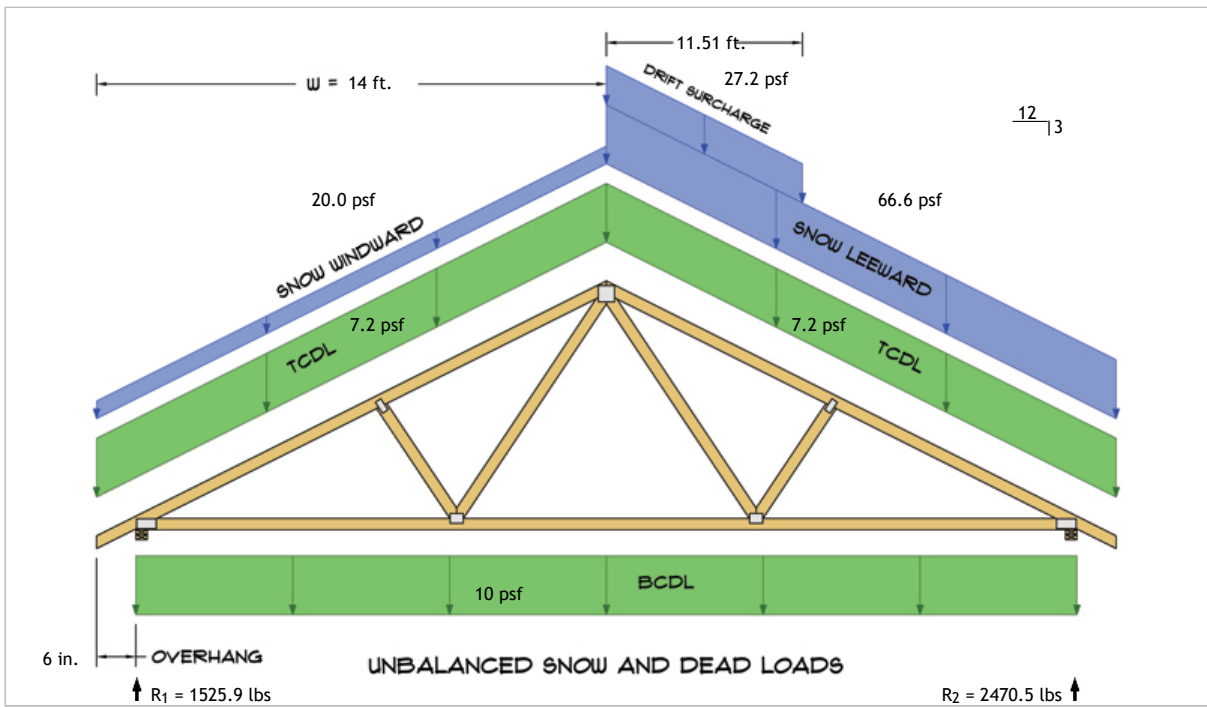 11.51 ft.
W = 14 ft.
DRIFT SURCHARGE
27.2 psf
12
3
20.0 psf
66.6 psf
SNOW WINDWARD
SNOW LEEWARD
7.2 psf
7.2 psf
TCDL
TCDL
10 psf
BCDL
6 in.
OVERHANG
UNBALANCED SNOW AND DEAD LOADS
R1 = 1525.9 lbs
R2 = 2470.5 lbs